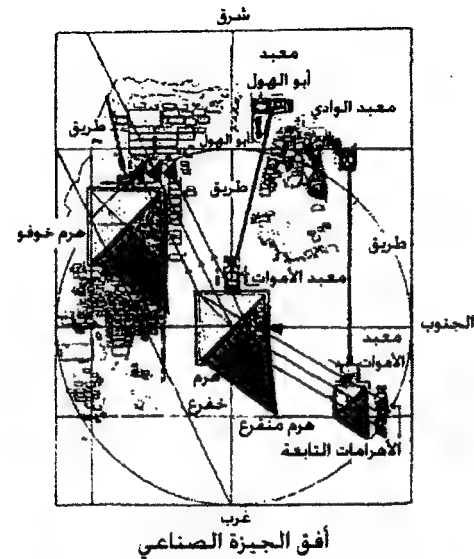 شرق
معبد
أبو الهول
معبد الوادي
طريق
أبو الهول
طريق
هرم خوفو
طريق
معبد الأموات
الجنوب
معبد
الأموات
هرم
خفرع
هرم منقرع
الأهرامات التابعة
غرب
أفق الجيزة الصناعي